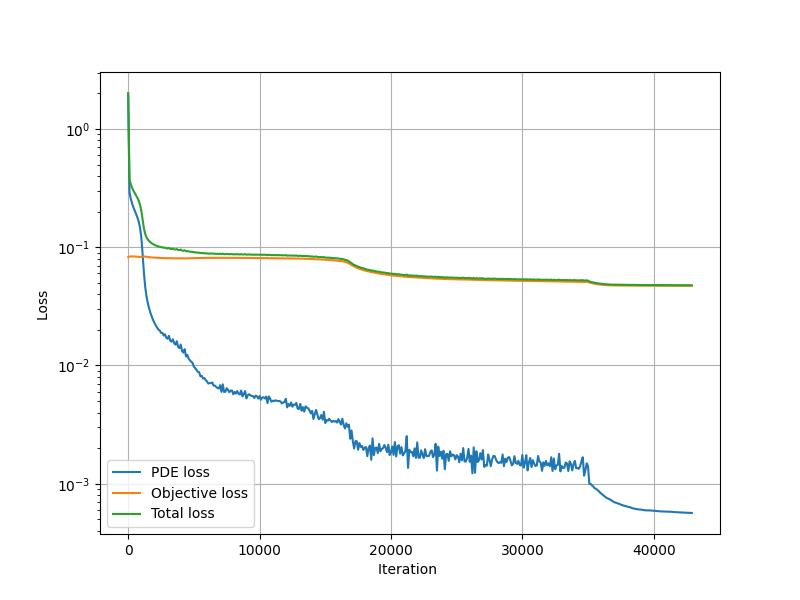 10⁰
10⁻¹
10⁻²
10⁻³
Loss
PDE loss
Objective loss
Total loss
0 10000 20000 30000 40000
Iteration